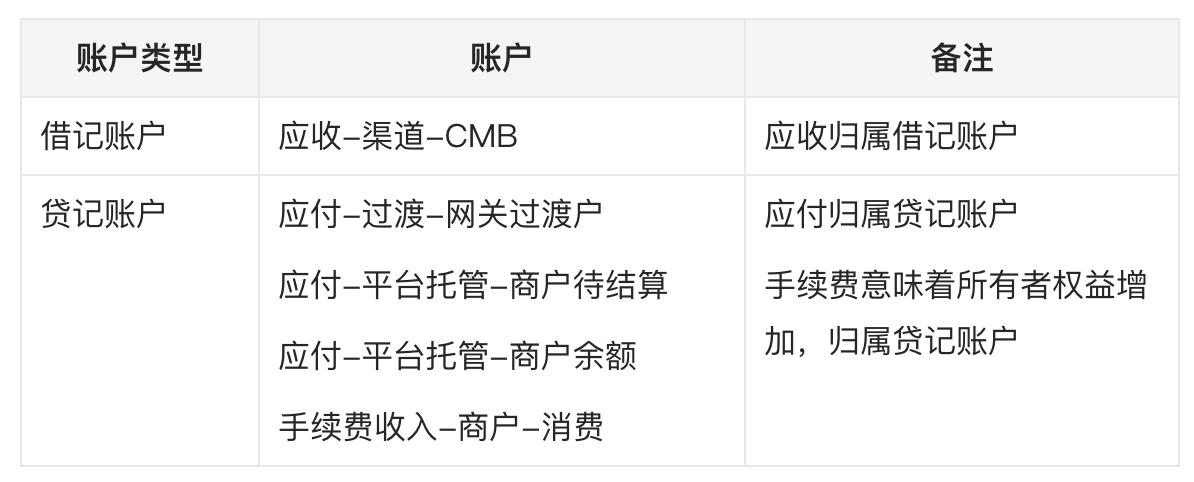 账户类型
账户
备注
借记账户
应收–渠道–CMB
应收归属借记账户
贷记账户
应付–过渡–网关过渡户
应付–平台托管–商户待结算
应付–平台托管–商户余额
手续费收入–商户–消费
应付归属贷记账户
手续费意味着所有者权益增
加，归属贷记账户